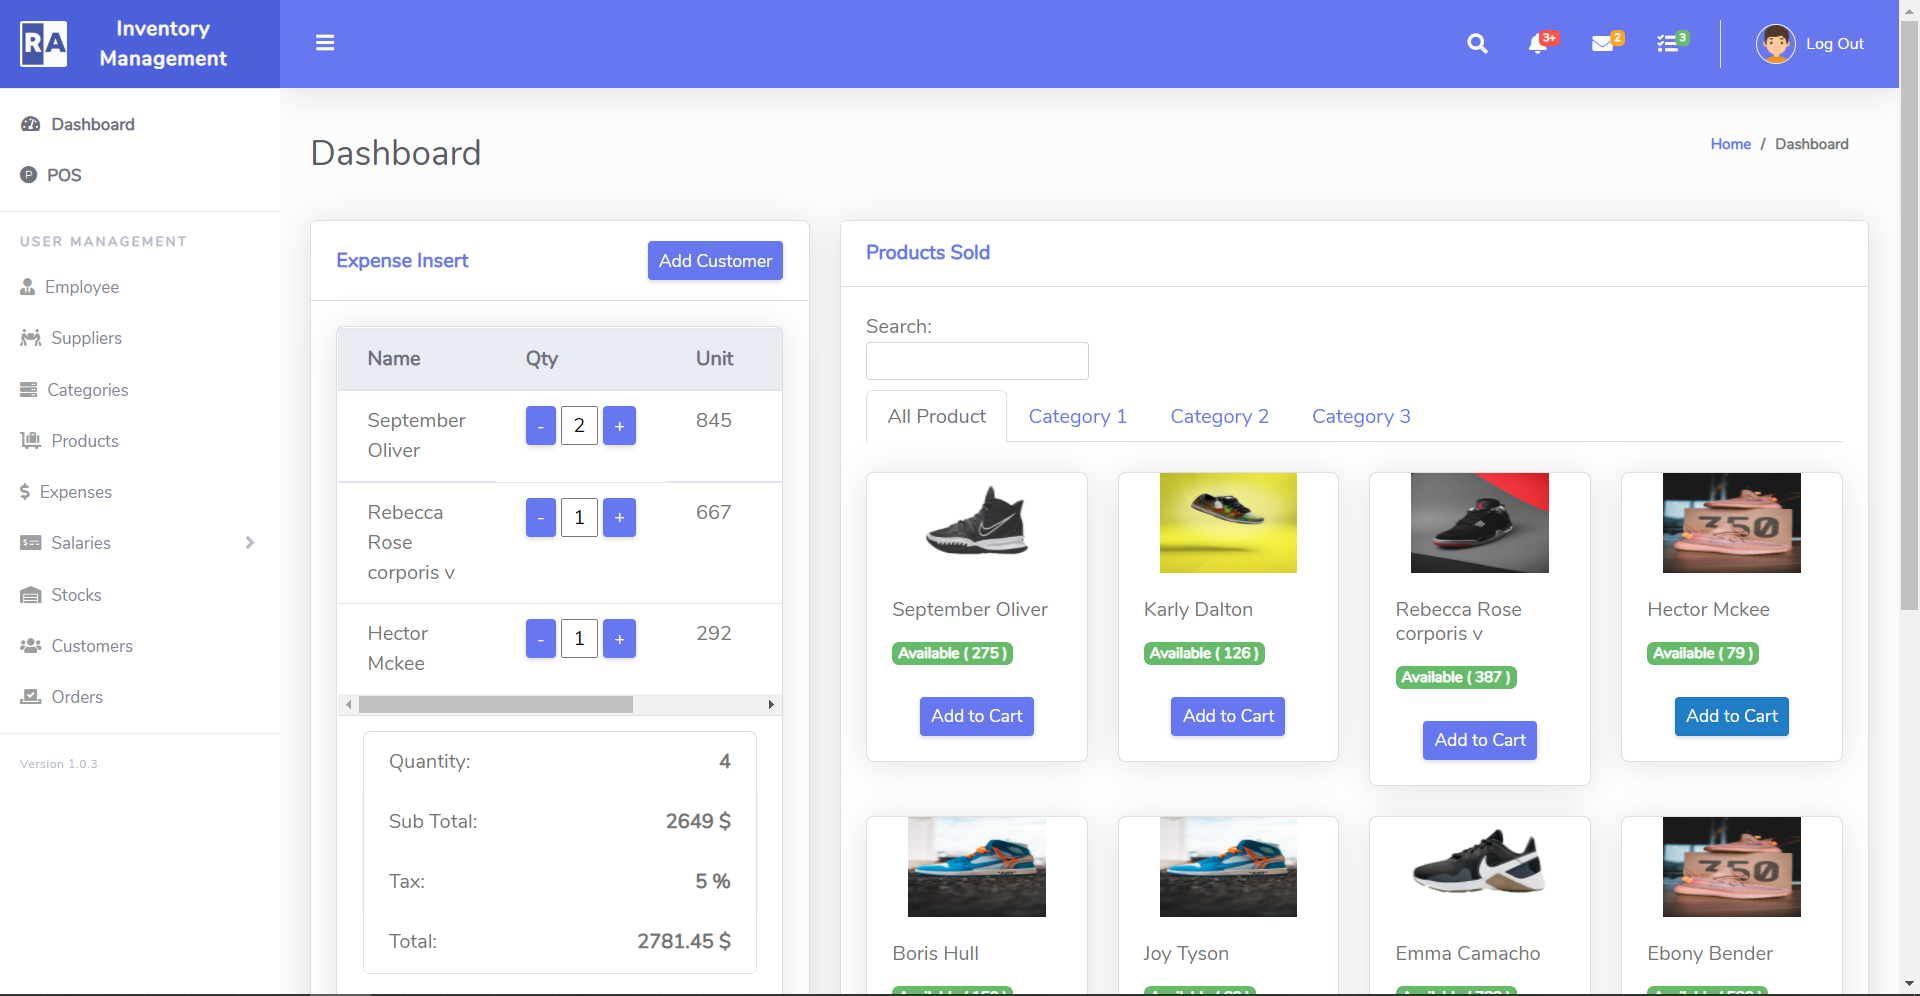 RA
Inventory
Management
3+
2
3
Log Out
Dashboard
POS
USER MANAGEMENT
Employee
Suppliers
Categories
Products
$ Expenses
Salaries
Stocks
Customers
Orders
Version 1.0.3
Dashboard
Home / Dashboard
Expense Insert
Add Customer
Name Qty Unit
September
Oliver
- 2 + 845
Rebecca
Rose
corporis v
- 1 + 667
Hector
Mckee
- 1 + 292
Quantity: 4
Sub Total: 2649 $
Tax: 5 %
Total: 2781.45 $
Products Sold
Search:
All Product Category 1 Category 2 Category 3
September Oliver
Available ( 275 )
Add to Cart
Karly Dalton
Available ( 126 )
Add to Cart
Rebecca Rose
corporis v
Available ( 387 )
Add to Cart
350
Hector Mckee
Available ( 79 )
Add to Cart
Boris Hull
Joy Tyson
Emma Camacho
350
Ebony Bender